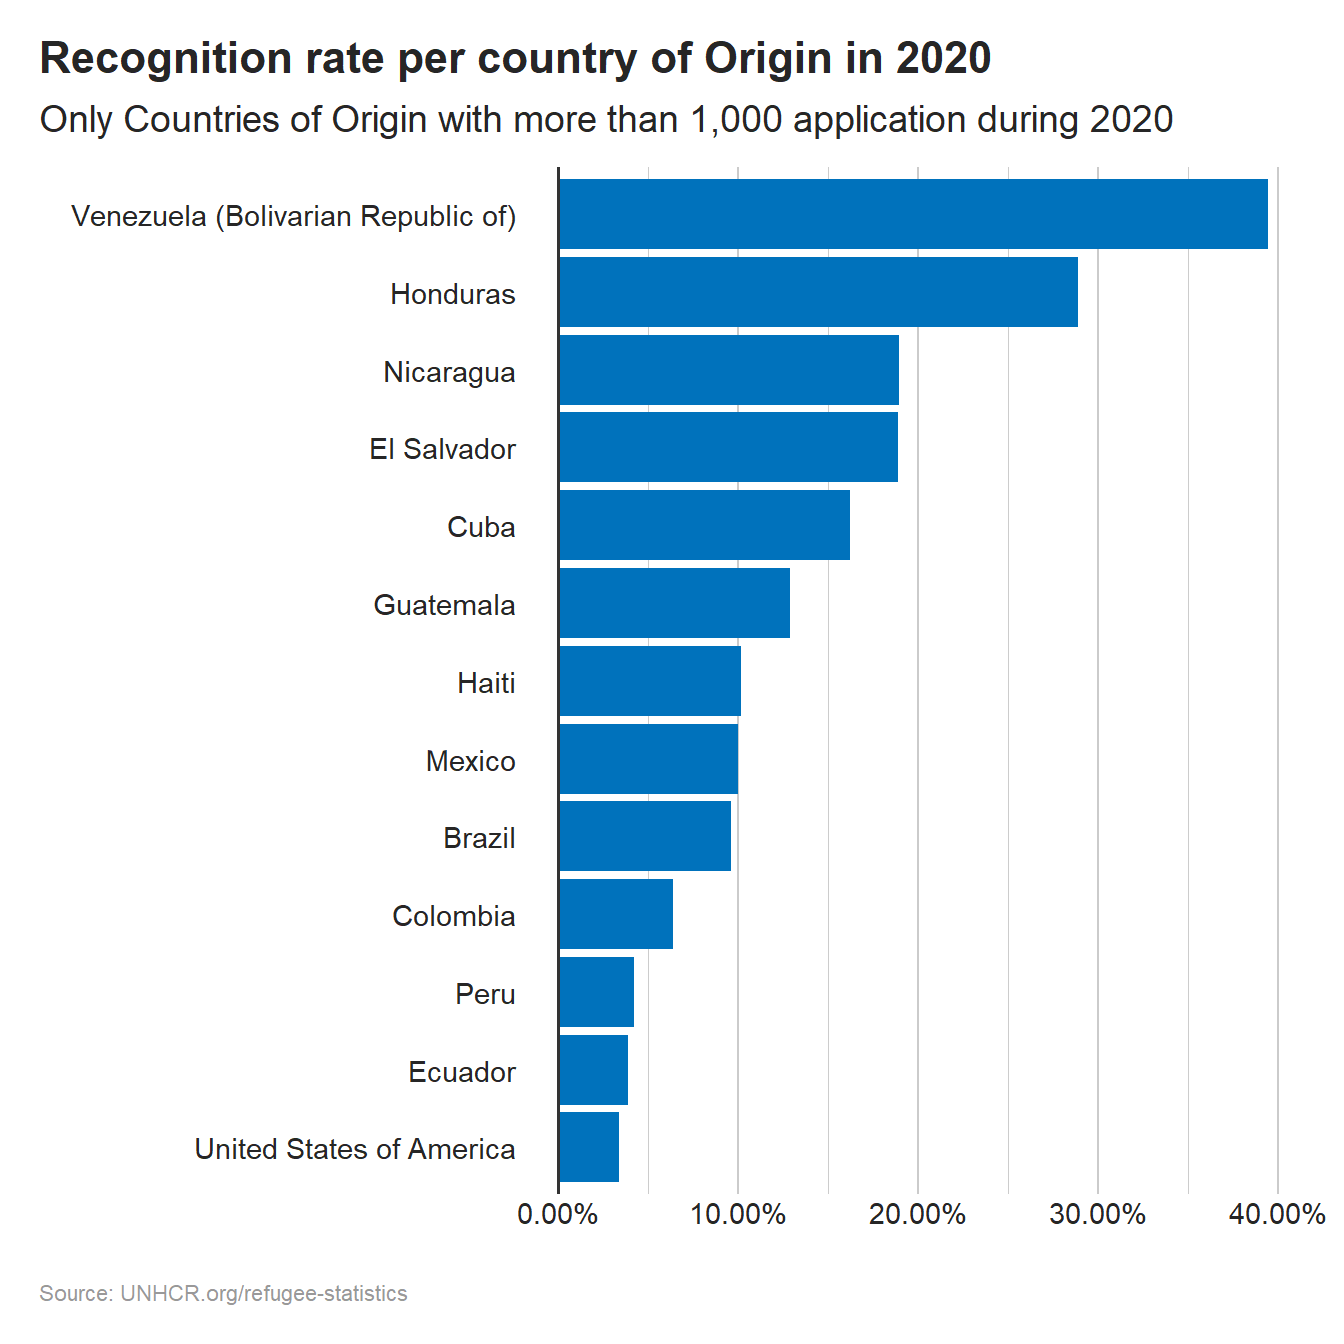 Recognition rate per country of Origin in 2020
Only Countries of Origin with more than 1,000 application during 2020
Venezuela (Bolivarian Republic of)
Honduras
Nicaragua
El Salvador
Cuba
Guatemala
Haiti
Mexico
Brazil
Colombia
Peru
Ecuador
United States of America
0.00% 10.00% 20.00% 30.00% 40.00%
Source: UNHCR.org/refugee-statistics